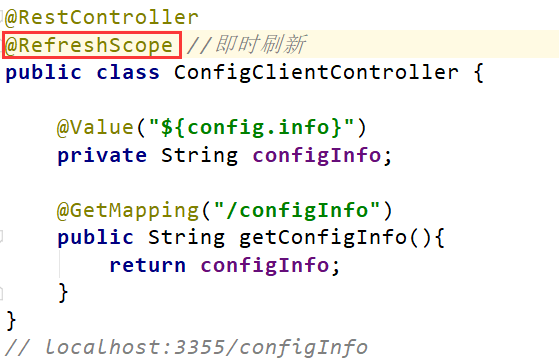 @RestController
@RefreshScope //即时刷新
public class ConfigClientController {
@Value("${config.info}")
private String configInfo;
@GetMapping("/configInfo")
public String getConfigInfo(){
return configInfo;
}
}
// localhost:3355/configInfo